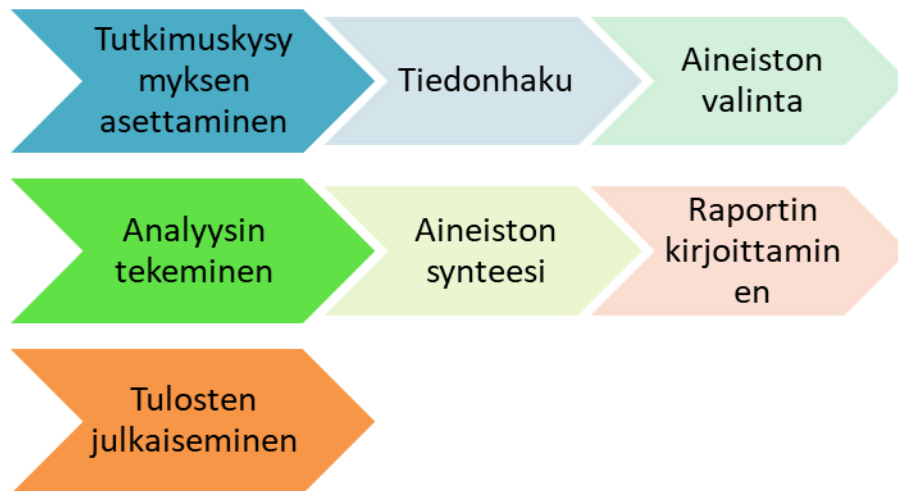 Tutkimuskysy
myksen
asettaminen
Tiedonhaku
Aineiston
valinta
Analyysin
tekeminen
Aineiston
synteesi
Raportin
kirjoittamin
en
Tulosten
julkaiseminen